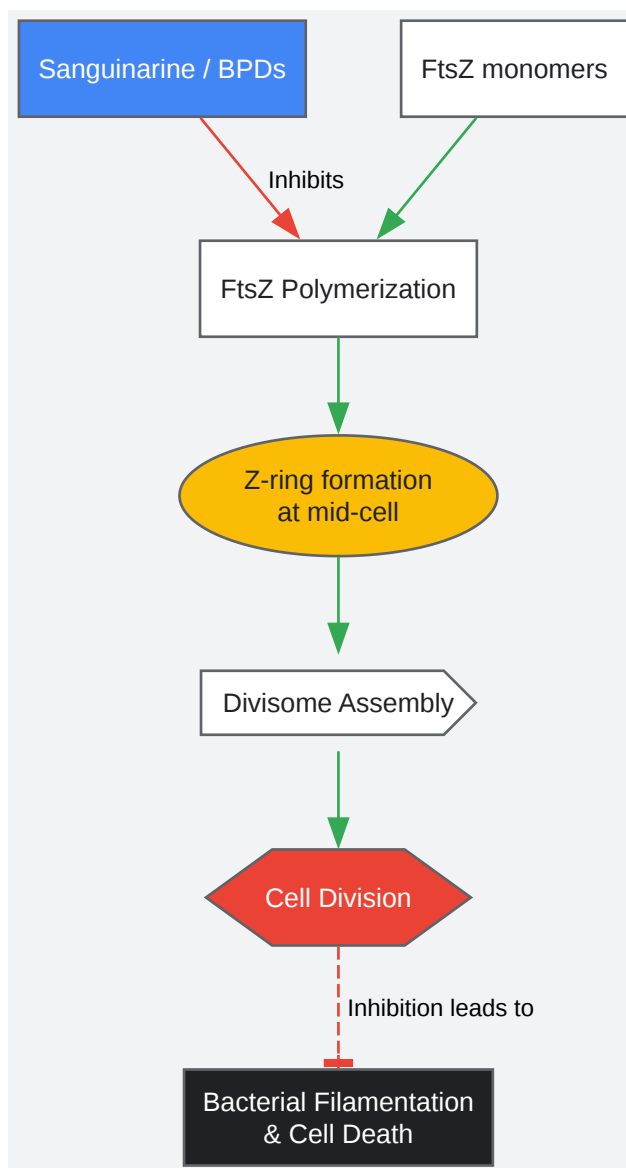 Sanguinarine / BPDs
FtsZ monomers
Inhibits
FtsZ Polymerization
Z-ring formation
at mid-cell
Divisome Assembly
Cell Division
Inhibition leads to
Bacterial Filamentation
& Cell Death